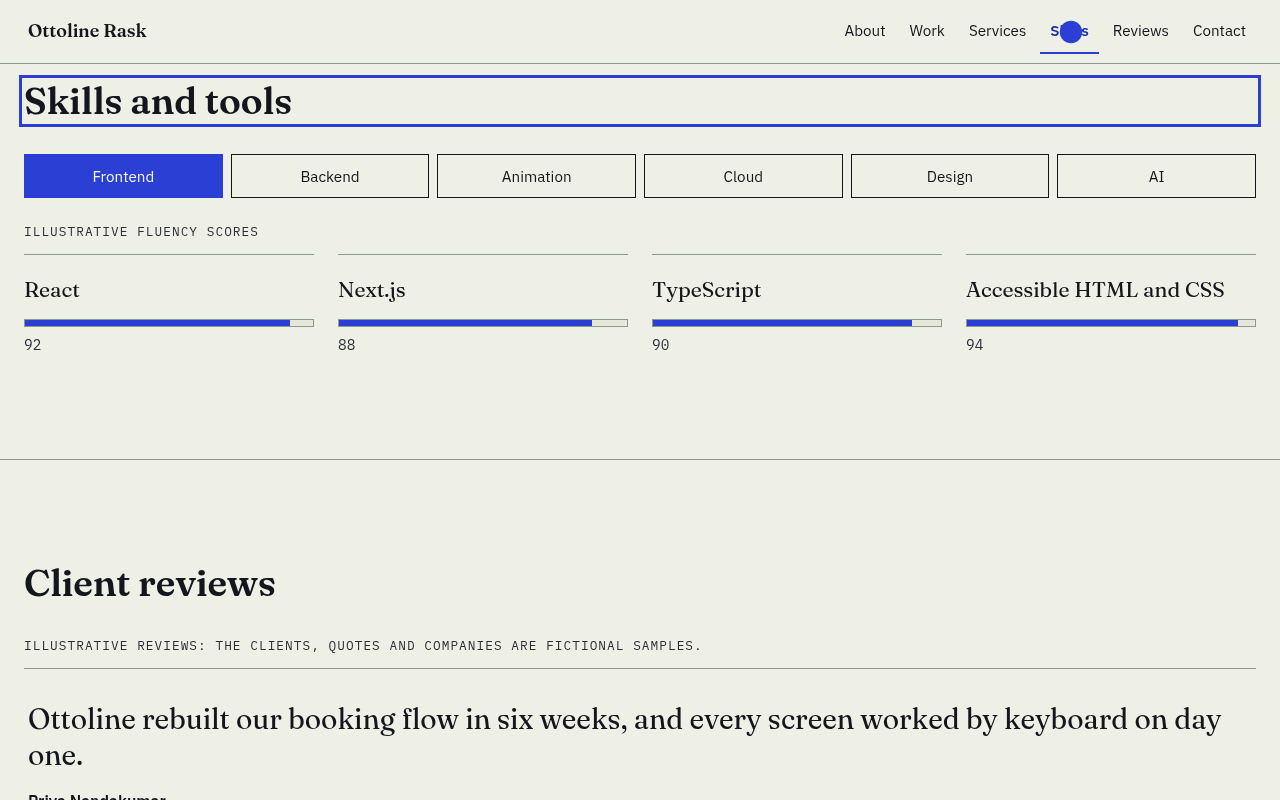 Ottoline Rask
About Work Services Skills Reviews Contact
Skills and tools
Frontend Backend Animation Cloud Design AI
ILLUSTRATIVE FLUENCY SCORES
React Next.js TypeScript Accessible HTML and CSS
92 88 90 94
Client reviews
ILLUSTRATIVE REVIEWS: THE CLIENTS, QUOTES AND COMPANIES ARE FICTIONAL SAMPLES.
Ottoline rebuilt our booking flow in six weeks, and every screen worked by keyboard on day
one.
Priya Nandakumar